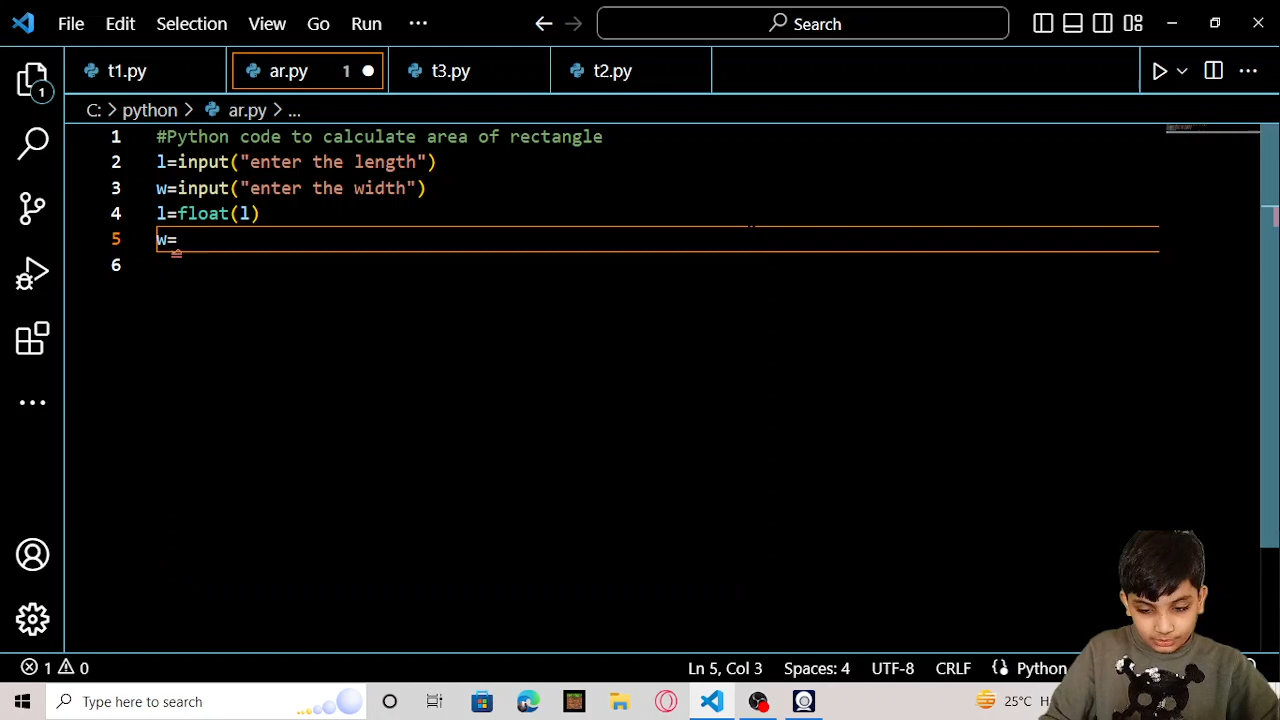 File Edit Selection View Go Run ··· Search
t1.py ar.py 1 t3.py t2.py
C: > python > ar.py > ...
1 #Python code to calculate area of rectangle
2 l=input("enter the length")
3 w=input("enter the width")
4 l=float(l)
5 w=
6
1 0 Ln 5, Col 3 Spaces: 4 UTF-8 CRLF Python
Type here to search 25°C